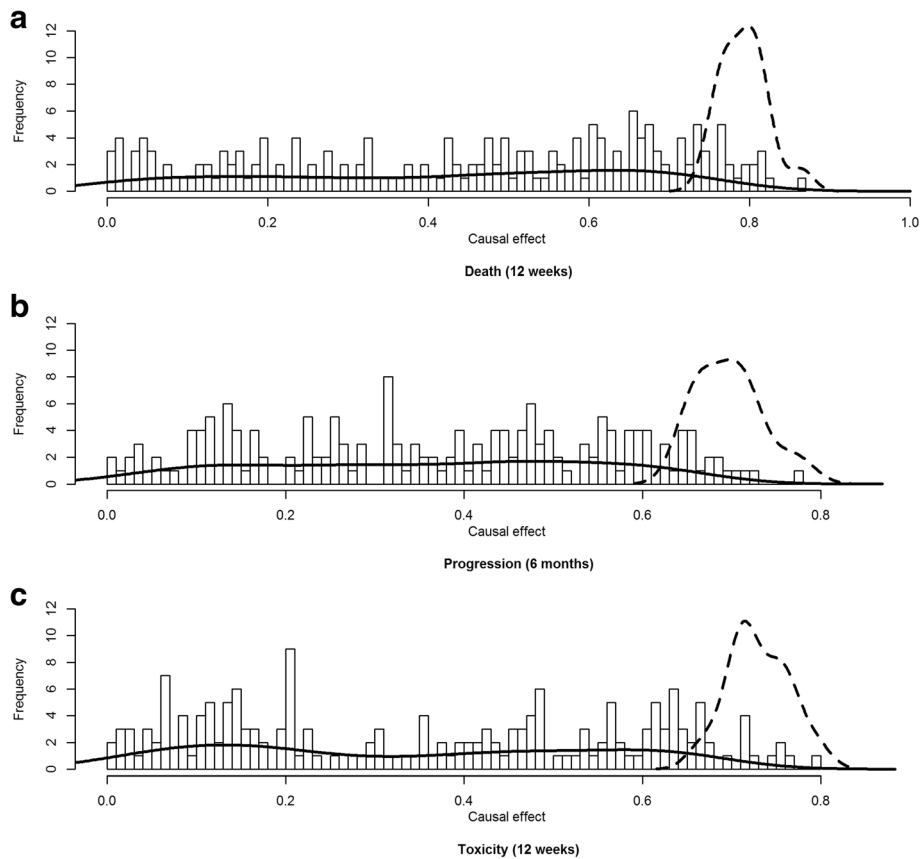 a
12
10
8
6
4
2
0
Frequency
0.0 0.2 0.4 0.6 0.8 1.0
Causal effect
Death (12 weeks)
b
12
10
8
6
4
2
0
Frequency
0.0 0.2 0.4 0.6 0.8
Causal effect
Progression (6 months)
c
12
10
8
6
4
2
0
Frequency
0.0 0.2 0.4 0.6 0.8
Causal effect
Toxicity (12 weeks)